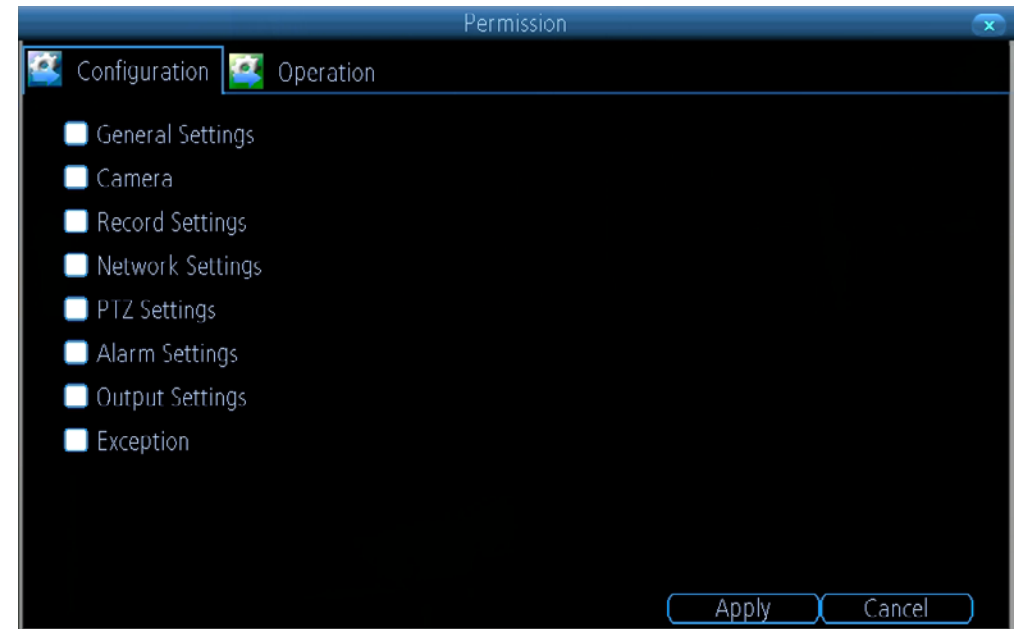 Permission
Configuration Operation
General Settings
Camera
Record Settings
Network Settings
PTZ Settings
Alarm Settings
Output Settings
Exception
Apply Cancel